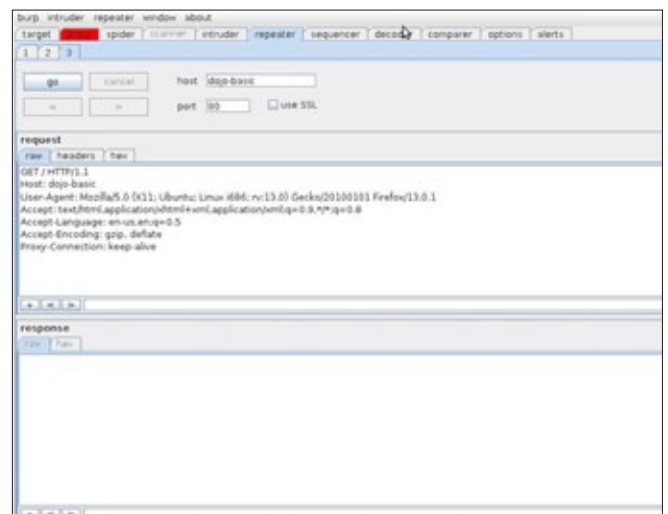 burp intruder repeater window about
target spider scanner intruder repeater sequencer decoder comparer options alerts
1 2 3
go cancel host dojo-basic
< > port 80 use SSL
request
raw headers hex
GET / HTTP/1.1
Host: dojo-basic
User-Agent: Mozilla/5.0 (X11; Ubuntu; Linux i686; rv:13.0) Gecko/20100101 Firefox/13.0.1
Accept: text/html,application/xhtml+xml,application/xml;q=0.9,*/*;q=0.8
Accept-Language: en-us,en;q=0.5
Accept-Encoding: gzip, deflate
Proxy-Connection: keep-alive
+ < >
response
raw hex
+ < >